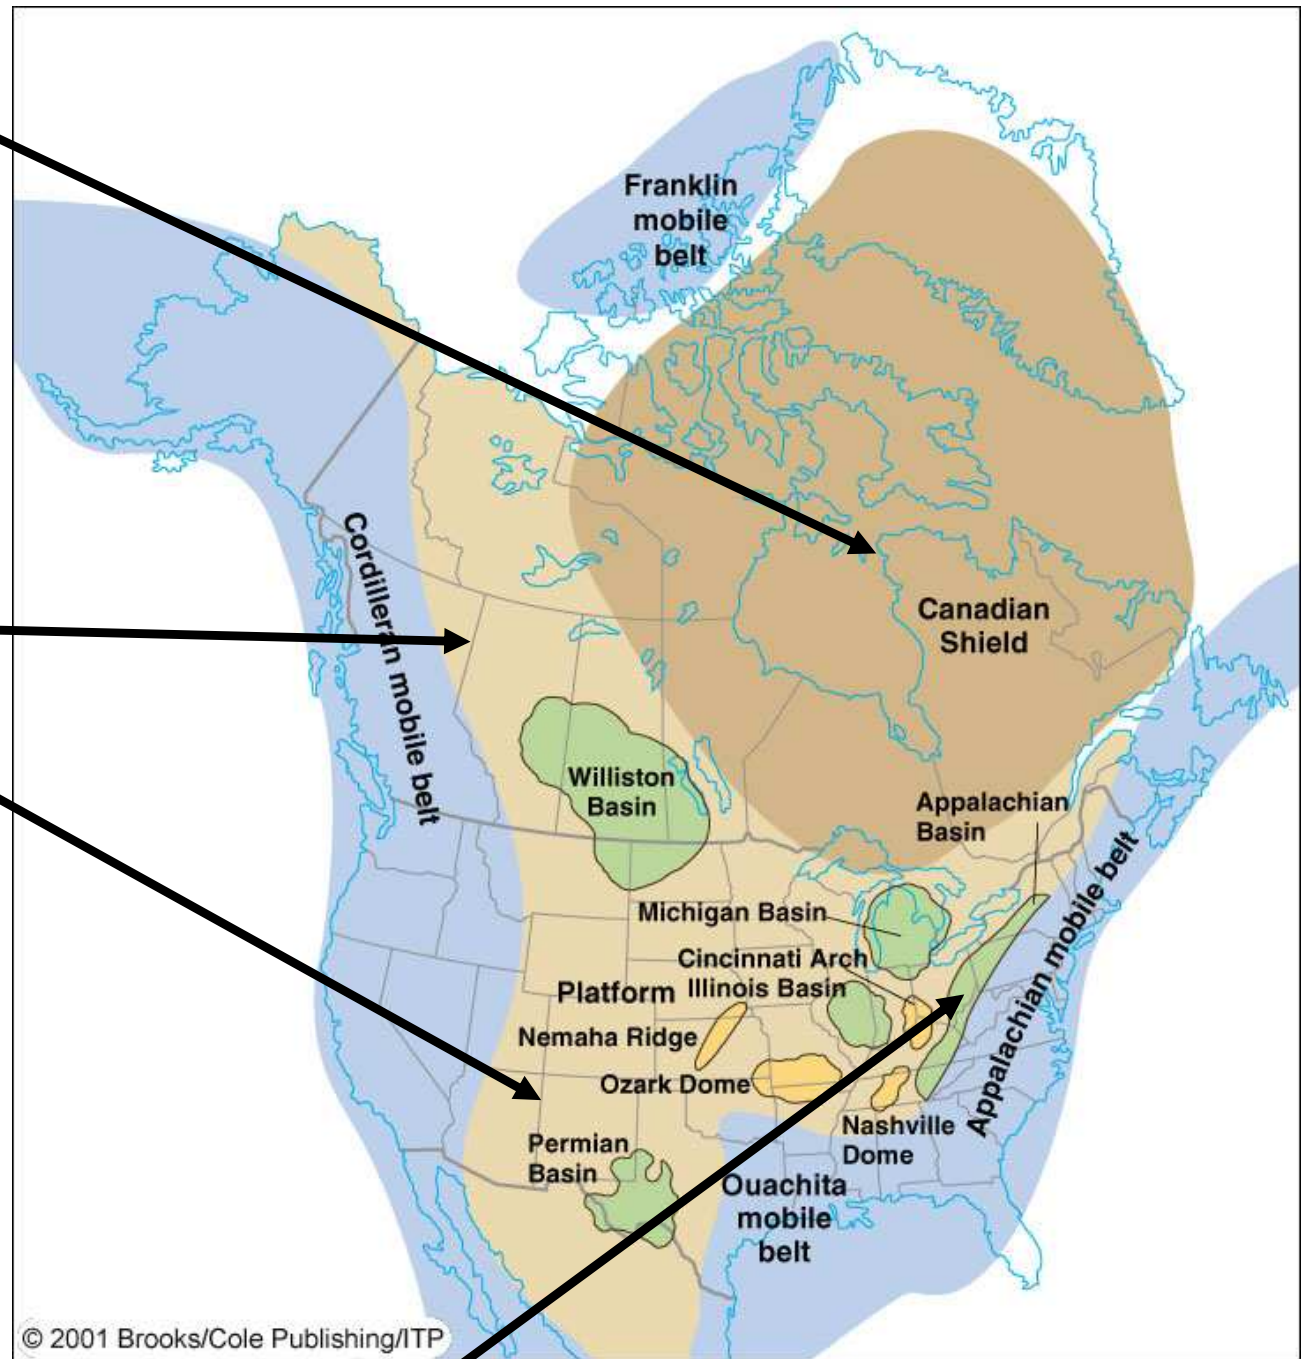 Franklin
mobile
belt
Cordilleran mobile belt
Canadian
Shield
Williston
Basin
Appalachian
Basin
Appalachian mobile belt
Michigan Basin
Cincinnati Arch
Platform
Illinois Basin
Nemaha Ridge
Ozark Dome
Nashville
Dome
Permian
Basin
Ouachita
mobile
belt
© 2001 Brooks/Cole Publishing/ITP